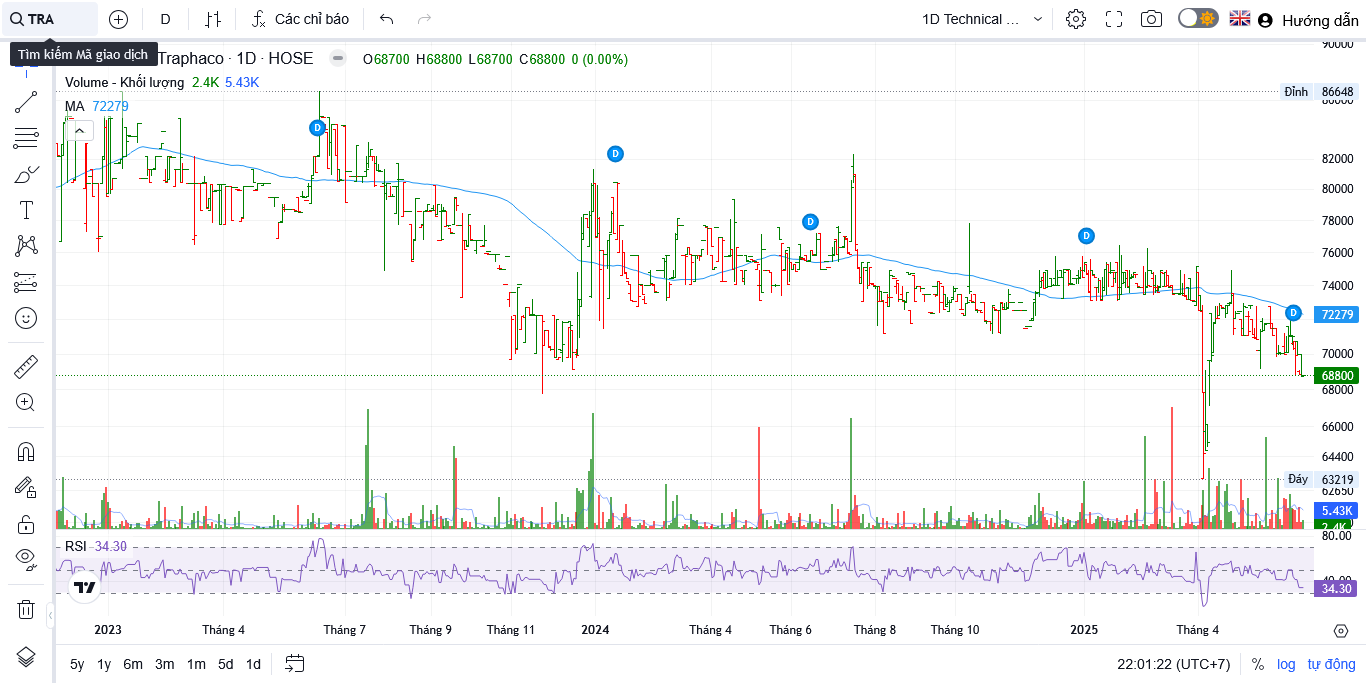 TRA
D
Các chỉ báo
1D Technical ...
Hướng dẫn
Tìm kiếm Mã giao dịch
Traphaco · 1D · HOSE
O68700 H68800 L68700 C68800 0 (0.00%)
Volume - Khối lượng 2.4K 5.43K
MA 72279
90000
Đỉnh 86648
86000
82000
80000
78000
76000
74000
72279
70000
68800
68000
66000
64400
Đáy 63219
62650
5.43K
2.4K
D
D
D
D
D
RSI 34.30
80.00
40.00
34.30
2023 Tháng 4 Tháng 7 Tháng 9 Tháng 11 2024 Tháng 4 Tháng 6 Tháng 8 Tháng 10 2025 Tháng 4
5y 1y 6m 3m 1m 5d 1d
22:01:22 (UTC+7) % log tự động